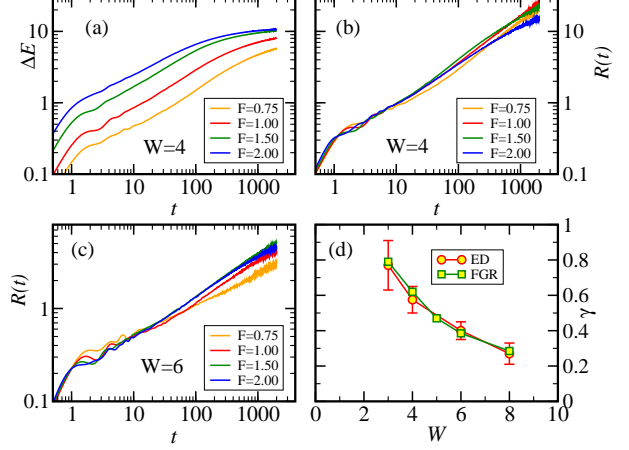 (a)
ΔE
10
1
0.1
F=0.75
F=1.00
F=1.50
F=2.00
W=4
1 10 100 1000
t
(b)
R(t)
10
1
0.1
F=0.75
F=1.00
F=1.50
F=2.00
W=4
1 10 100 1000
t
(c)
R(t)
1
0.1
F=0.75
F=1.00
F=1.50
F=2.00
W=6
1 10 100 1000
t
(d)
ED
FGR
γ
1
0.8
0.6
0.4
0.2
0
0 2 4 6 8 10
W